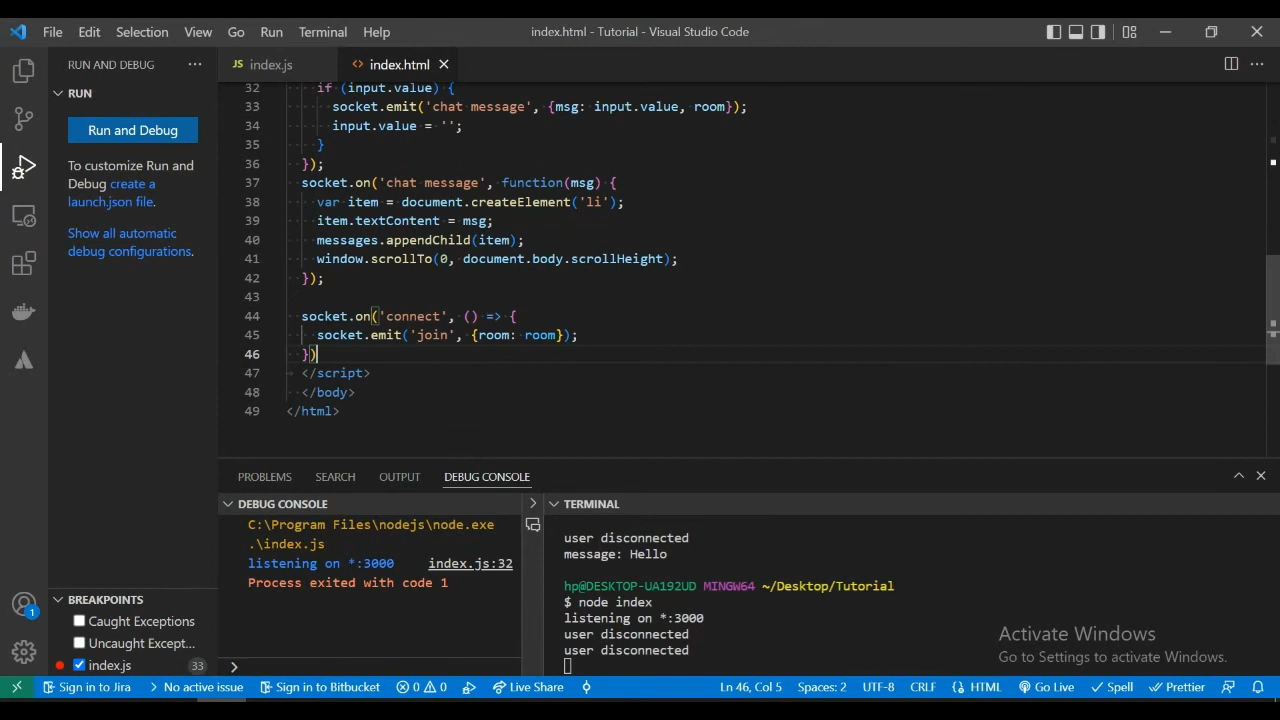 File Edit Selection View Go Run Terminal Help index.html - Tutorial - Visual Studio Code
RUN AND DEBUG ···
JS index.js <> index.html ×
RUN
Run and Debug
To customize Run and
Debug create a
launch.json file.
Show all automatic
debug configurations.
32 if (input.value) {
33 socket.emit('chat message', {msg: input.value, room});
34 input.value = '';
35 }
36 });
37 socket.on('chat message', function(msg) {
38 var item = document.createElement('li');
39 item.textContent = msg;
40 messages.appendChild(item);
41 window.scrollTo(0, document.body.scrollHeight);
42 });
43
44 socket.on('connect', () => {
45 socket.emit('join', {room: room});
46 })
47 </script>
48 </body>
49 </html>
PROBLEMS SEARCH OUTPUT DEBUG CONSOLE
DEBUG CONSOLE
C:\Program Files\nodejs\node.exe
.\index.js
listening on *:3000 index.js:32
Process exited with code 1
>
TERMINAL
user disconnected
message: Hello
hp@DESKTOP-UA192UD MINGW64 ~/Desktop/Tutorial
$ node index
listening on *:3000
user disconnected
user disconnected
BREAKPOINTS
Caught Exceptions
Uncaught Except...
index.js 33
1
Activate Windows
Go to Settings to activate Windows.
Sign in to Jira No active issue Sign in to Bitbucket 0 0 Live Share Ln 46, Col 5 Spaces: 2 UTF-8 CRLF {} HTML Go Live Spell Prettier